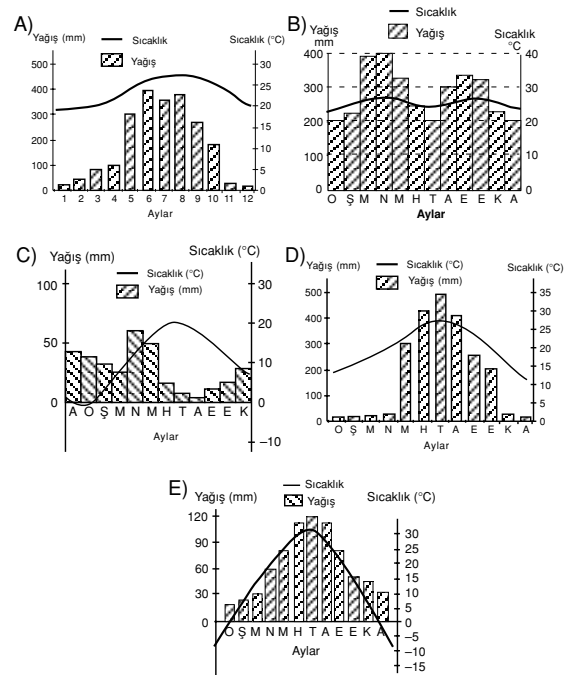 A)
Yağış (mm)
Sıcaklık
Yağış
Sıcaklık (°C)
500
400
300
200
100
0
30
25
20
15
10
5
0
1 2 3 4 5 6 7 8 9 10 11 12
Aylar
B)
Yağış
mm
Sıcaklık
Yağış
Sıcaklık
°C
400
300
200
100
0
40
30
20
10
0
O Ş M N M H T A E E K A
Aylar
C)
Yağış (mm)
Sıcaklık (°C)
Yağış (mm)
Sıcaklık (°C)
100
50
0
30
20
10
0
–10
A O Ş M N M H T A E E K
Aylar
D)
Yağış (mm)
Sıcaklık (°C)
Yağış (mm)
Sıcaklık (°C)
500
400
300
200
100
0
35
30
25
20
15
10
5
0
O Ş M N M H T A E E K A
Aylar
E)
Yağış (mm)
Sıcaklık
Yağış
Sıcaklık (°C)
120
90
60
30
0
30
25
20
15
10
5
0
–5
–10
–15
O Ş M N M H T A E E K A
Aylar